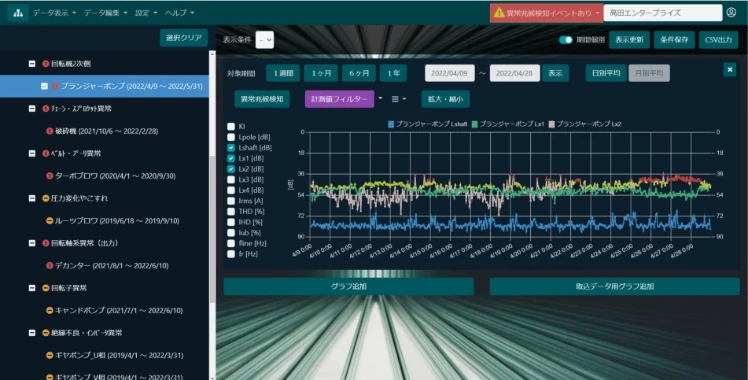 データ表示 データ編集 設定 ヘルプ
異常兆候検知イベントあり
高田エンタープライズ
選択クリア
表示条件 -
期間個別 表示更新 条件保存 CSV出力
回転機2次側
プランジャーポンプ (2022/4/9 ～ 2022/5/31)
チェーン・スプロケット異常
破砕機 (2021/10/6 ～ 2022/2/28)
ベルト・プーリ異常
ターボブロワ (2020/4/1 ～ 2020/9/30)
圧力変化やこすれ
ルーツブロワ (2019/6/18 ～ 2019/9/10)
回転軸系異常（出力）
デカンター (2021/8/1 ～ 2022/6/10)
回転子異常
キャンドポンプ (2021/7/1 ～ 2022/6/10)
絶縁不良・インバータ異常
ギヤポンプ_U相 (2019/4/1 ～ 2022/3/31)
ギヤポンプ_V相 (2019/4/1 ～ 2022/3/31)
対象期間 1週間 1ヶ月 6ヶ月 1年 2022/04/09 ～ 2022/04/28 表示 日別平均 月別平均
異常兆候検知 計測値フィルター 拡大・縮小
KI
Lpole [dB]
Lshaft [dB]
Lx1 [dB]
Lx2 [dB]
Lx3 [dB]
Lx4 [dB]
Irms [A]
THD [%]
IHD [%]
Iub [%]
fline [Hz]
fr [Hz]
プランジャーポンプ Lshaft プランジャーポンプ Lx1 プランジャーポンプ Lx2
0 0
18 18
36 36
[dB]
54 54
72 72
90 90
4/9 0:00 4/10 0:00 4/11 0:00 4/12 0:00 4/13 0:00 4/14 0:00 4/15 0:00 4/16 0:00 4/17 0:00 4/18 0:00 4/19 0:00 4/20 0:00 4/21 0:00 4/22 0:00 4/23 0:00 4/24 0:00 4/25 0:00 4/26 0:00 4/27 0:00 4/28 0:00
グラフ追加 取込データ用グラフ追加